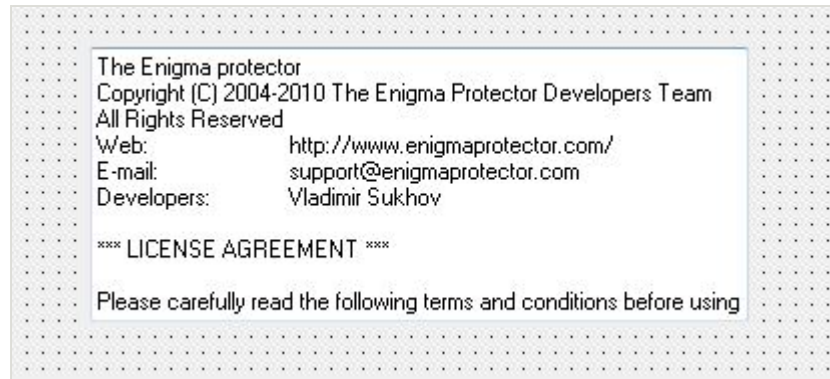 The Enigma protector
Copyright (C) 2004-2010 The Enigma Protector Developers Team
All Rights Reserved
Web: http://www.enigmaprotector.com/
E-mail: support@enigmaprotector.com
Developers: Vladimir Sukhov
*** LICENSE AGREEMENT ***
Please carefully read the following terms and conditions before using